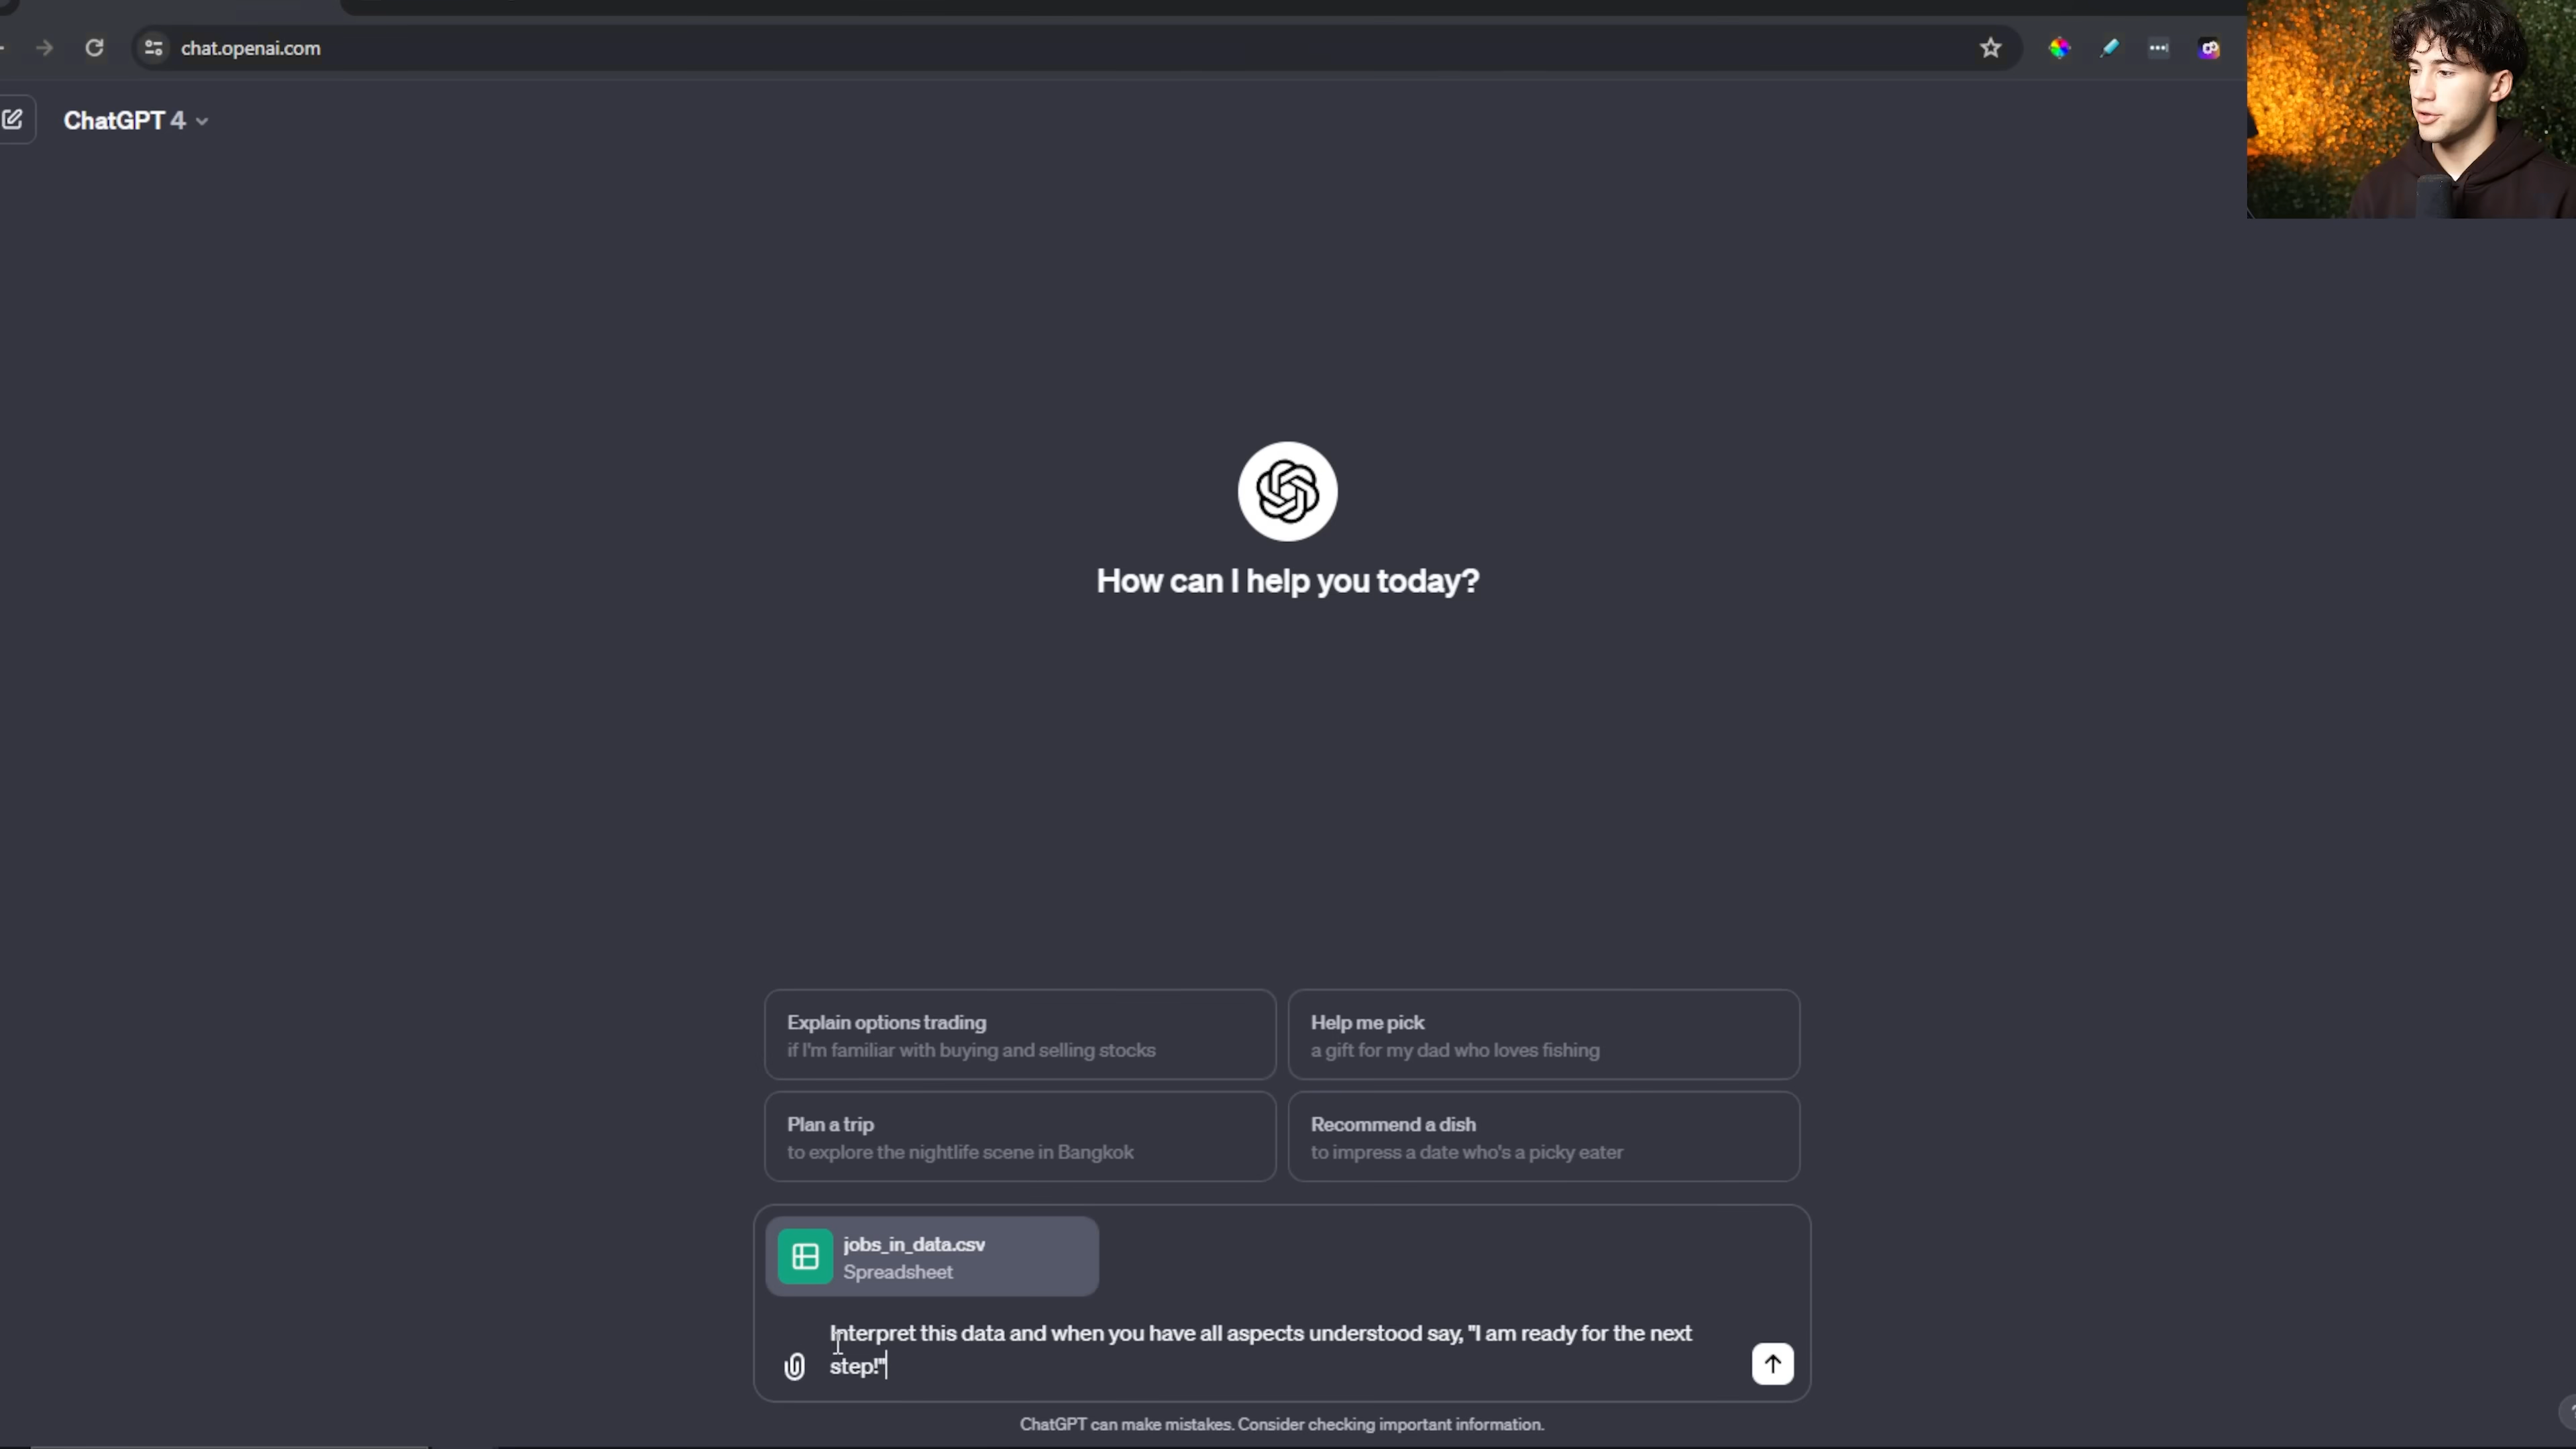 chat.openai.com
ChatGPT 4
How can I help you today?
Explain options trading
if I'm familiar with buying and selling stocks
Help me pick
a gift for my dad who loves fishing
Plan a trip
to explore the nightlife scene in Bangkok
Recommend a dish
to impress a date who's a picky eater
jobs_in_data.csv
Spreadsheet
Interpret this data and when you have all aspects understood say, "I am ready for the next
step!"
ChatGPT can make mistakes. Consider checking important information.